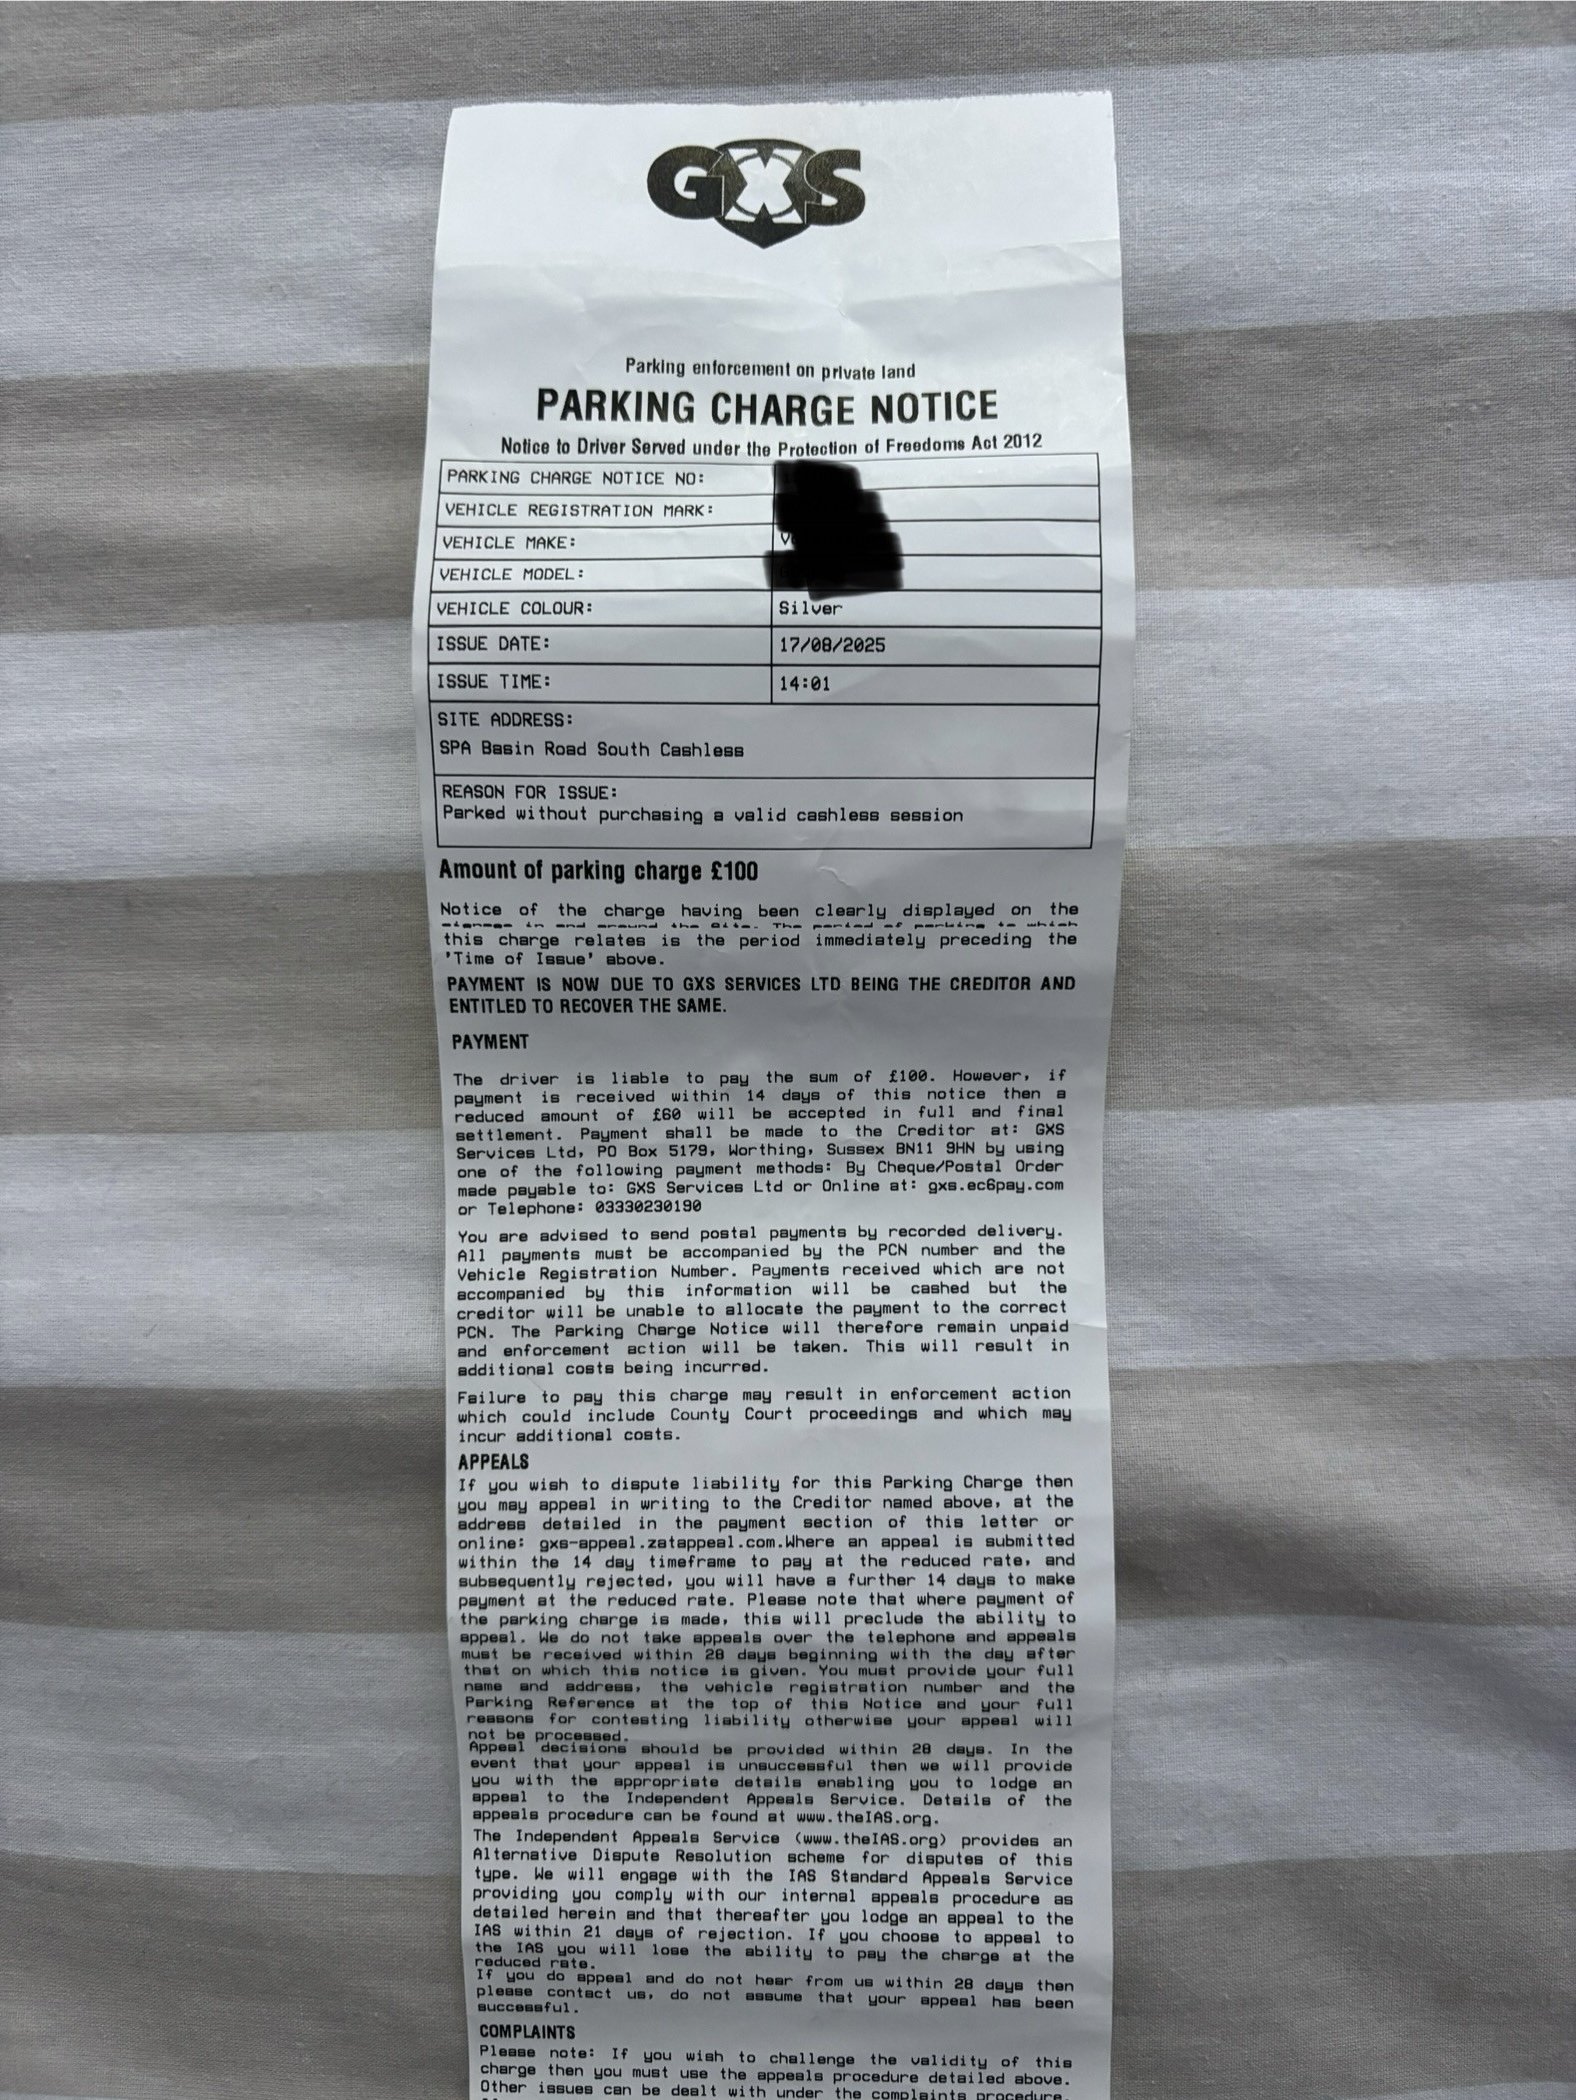 GXS
Parking enforcement on private land
PARKING CHARGE NOTICE
Notice to Driver Served under the Protection of Freedoms Act 2012
PARKING CHARGE NOTICE NO:
VEHICLE REGISTRATION MARK:
VEHICLE MAKE:
VEHICLE MODEL:
VEHICLE COLOUR: Silver
ISSUE DATE: 17/08/2025
ISSUE TIME: 14:01
SITE ADDRESS:
SPA Basin Road South Cashless
REASON FOR ISSUE:
Parked without purchasing a valid cashless session
Amount of parking charge £100
Notice of the charge having been clearly displayed on the
signage in and around the Site. The period of parking to which
this charge relates is the period immediately preceding the
'Time of Issue' above.
PAYMENT IS NOW DUE TO GXS SERVICES LTD BEING THE CREDITOR AND
ENTITLED TO RECOVER THE SAME.
PAYMENT
The driver is liable to pay the sum of £100. However, if
payment is received within 14 days of this notice then a
reduced amount of £60 will be accepted in full and final
settlement. Payment shall be made to the Creditor at: GXS
Services Ltd, PO Box 5179, Worthing, Sussex BN11 9HN by using
one of the following payment methods: By Cheque/Postal Order
made payable to: GXS Services Ltd or Online at: gxs.ec6pay.com
or Telephone: 03330230190
You are advised to send postal payments by recorded delivery.
All payments must be accompanied by the PCN number and the
Vehicle Registration Number. Payments received which are not
accompanied by this information will be cashed but the
creditor will be unable to allocate the payment to the correct
PCN. The Parking Charge Notice will therefore remain unpaid
and enforcement action will be taken. This will result in
additional costs being incurred.
Failure to pay this charge may result in enforcement action
which could include County Court proceedings and which may
incur additional costs.
APPEALS
If you wish to dispute liability for this Parking Charge then
you may appeal in writing to the Creditor named above, at the
address detailed in the payment section of this letter or
online: gxs-appeal.zatappeal.com.Where an appeal is submitted
within the 14 day timeframe to pay at the reduced rate, and
subsequently rejected, you will have a further 14 days to make
payment at the reduced rate. Please note that where payment of
the parking charge is made, this will preclude the ability to
appeal. We do not take appeals over the telephone and appeals
must be received within 28 days beginning with the day after
that on which this notice is given. You must provide your full
name and address, the vehicle registration number and the
Parking Reference at the top of this Notice and your full
reasons for contesting liability otherwise your appeal will
not be processed.
Appeal decisions should be provided within 28 days. In the
event that your appeal is unsuccessful then we will provide
you with the appropriate details enabling you to lodge an
appeal to the Independent Appeals Service. Details of the
appeals procedure can be found at www.theIAS.org.
The Independent Appeals Service (www.theIAS.org) provides an
Alternative Dispute Resolution scheme for disputes of this
type. We will engage with the IAS Standard Appeals Service
providing you comply with our internal appeals procedure as
detailed herein and that thereafter you lodge an appeal to the
IAS within 21 days of rejection. If you choose to appeal to
the IAS you will lose the ability to pay the charge at the
reduced rate.
If you do appeal and do not hear from us within 28 days then
please contact us, do not assume that your appeal has been
successful.
COMPLAINTS
Please note: If you wish to challenge the validity of this
charge then you must use the appeals procedure detailed above.
Other issues can be dealt with under the complaints procedure.